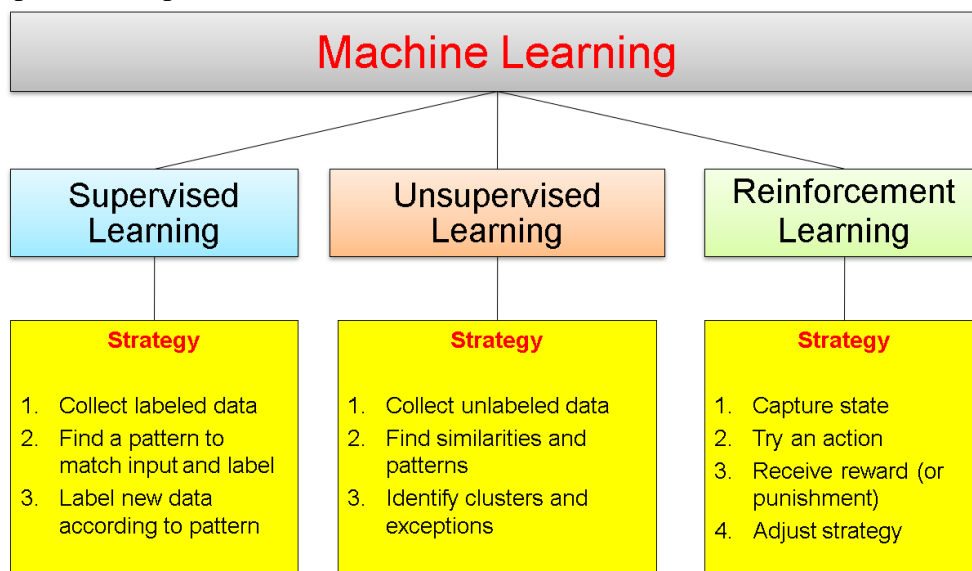 Machine Learning
Supervised
Learning
Unsupervised
Learning
Reinforcement
Learning
Strategy
1. Collect labeled data
2. Find a pattern to
match input and label
3. Label new data
according to pattern
Strategy
1. Collect unlabeled data
2. Find similarities and
patterns
3. Identify clusters and
exceptions
Strategy
1. Capture state
2. Try an action
3. Receive reward (or
punishment)
4. Adjust strategy